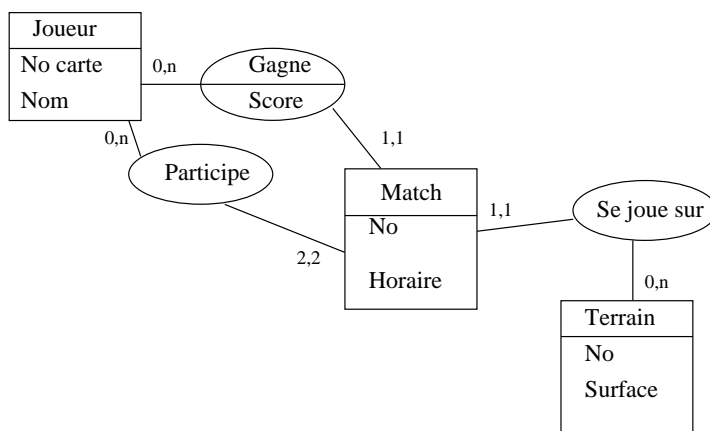 Joueur
No carte
Nom
0,n
Gagne
Score
0,n
Participe
1,1
2,2
Match
No
Horaire
1,1
Se joue sur
0,n
Terrain
No
Surface